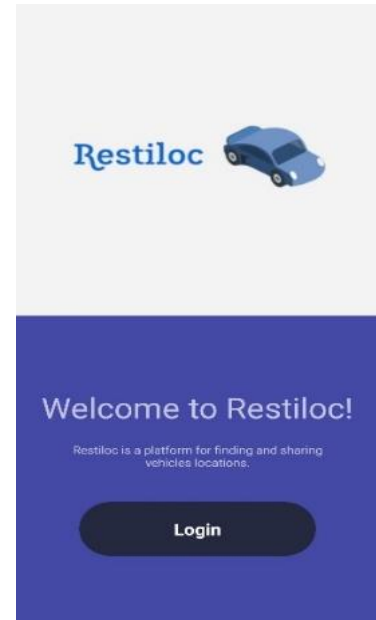 Restiloc
Welcome to Restiloc!
Restiloc is a platform for finding and sharing
vehicles locations.
Login